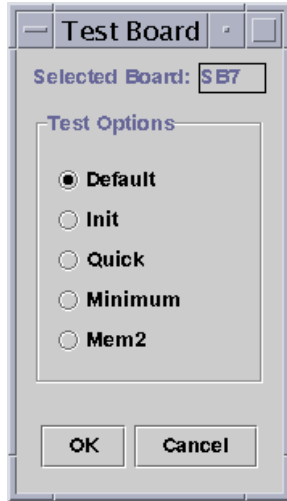 Test Board
Selected Board: SB7
Test Options
Default
Init
Quick
Minimum
Mem2
OK Cancel